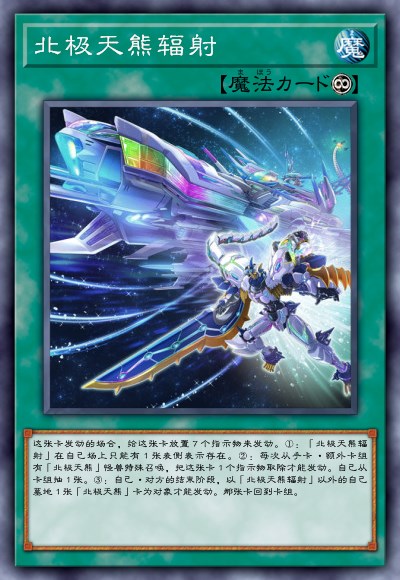 北极天熊辐射
魔
【魔法カード】
ま ほう
这张卡发动的场合，给这张卡放置7个指示物来发动。①：「北极天熊辐
射」在自己场上只能有1张表侧表示存在。②：每次从手卡·额外卡组
有「北极天熊」怪兽特殊召唤，把这张卡1个指示物取除才能发动。自己从
卡组抽1张。③：自己·对方的结束阶段，以「北极天熊辐射」以外的自己
墓地1张「北极天熊」卡为对象才能发动。那张卡回到卡组。